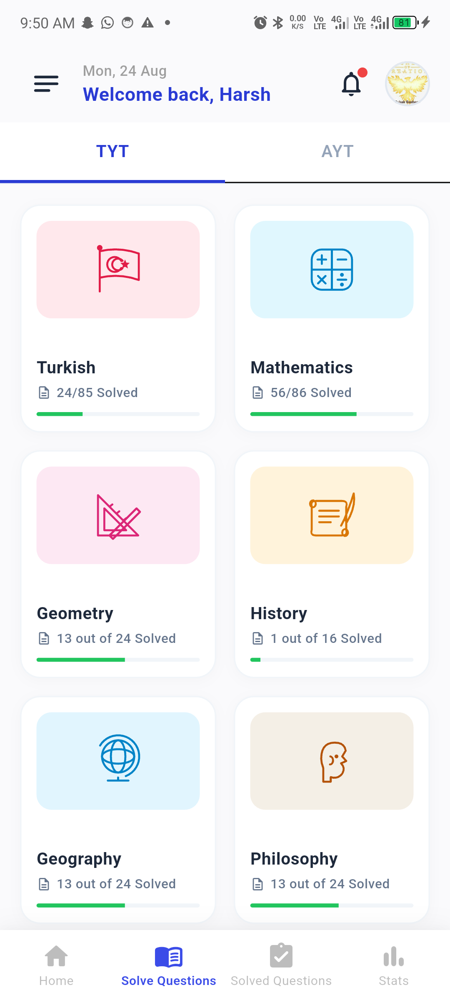 9:50 AM
0.00 K/S
Vo LTE
4G
Vo LTE
4G
81
Mon, 24 Aug
Welcome back, Harsh
OF
REATIO
TYT
AYT
Turkish
24/85 Solved
Mathematics
56/86 Solved
Geometry
13 out of 24 Solved
History
1 out of 16 Solved
Geography
13 out of 24 Solved
Philosophy
13 out of 24 Solved
Home
Solve Questions
Solved Questions
Stats